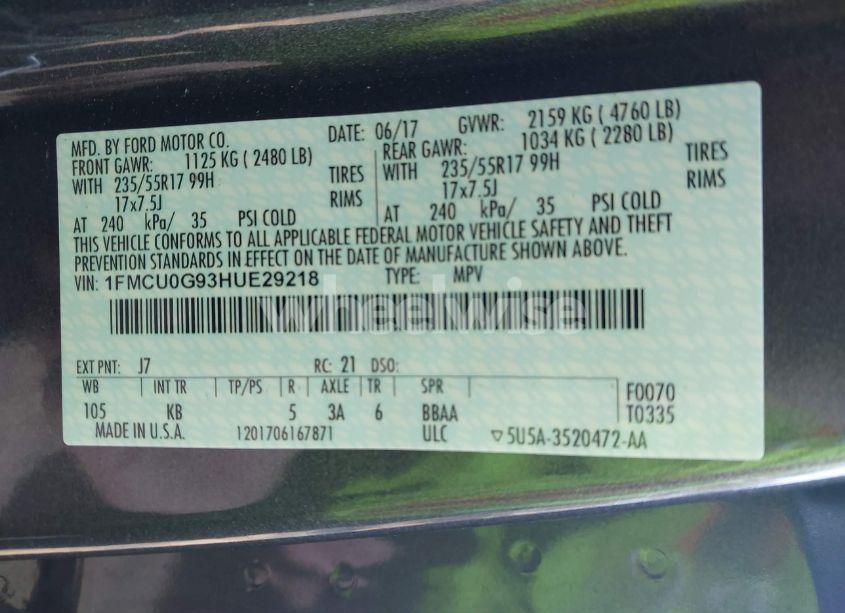 MFD. BY FORD MOTOR CO. DATE: 06/17 GVWR: 2159 KG ( 4760 LB)
FRONT GAWR: 1125 KG ( 2480 LB) REAR GAWR: 1034 KG ( 2280 LB)
WITH 235/55R17 99H TIRES WITH 235/55R17 99H TIRES
17x7.5J RIMS 17x7.5J RIMS
AT 240 kPa/ 35 PSI COLD AT 240 kPa/ 35 PSI COLD
THIS VEHICLE CONFORMS TO ALL APPLICABLE FEDERAL MOTOR VEHICLE SAFETY AND THEFT
PREVENTION STANDARDS IN EFFECT ON THE DATE OF MANUFACTURE SHOWN ABOVE.
VIN: 1FMCU0G93HUE29218 TYPE: MPV
wheelwise
EXT PNT: J7 RC: 21 DSO:
WB INT TR TP/PS R AXLE TR SPR F0070
105 KB 5 3A 6 BBAA T0335
MADE IN U.S.A. 1201706167871 ULC ▽5U5A-3520472-AA